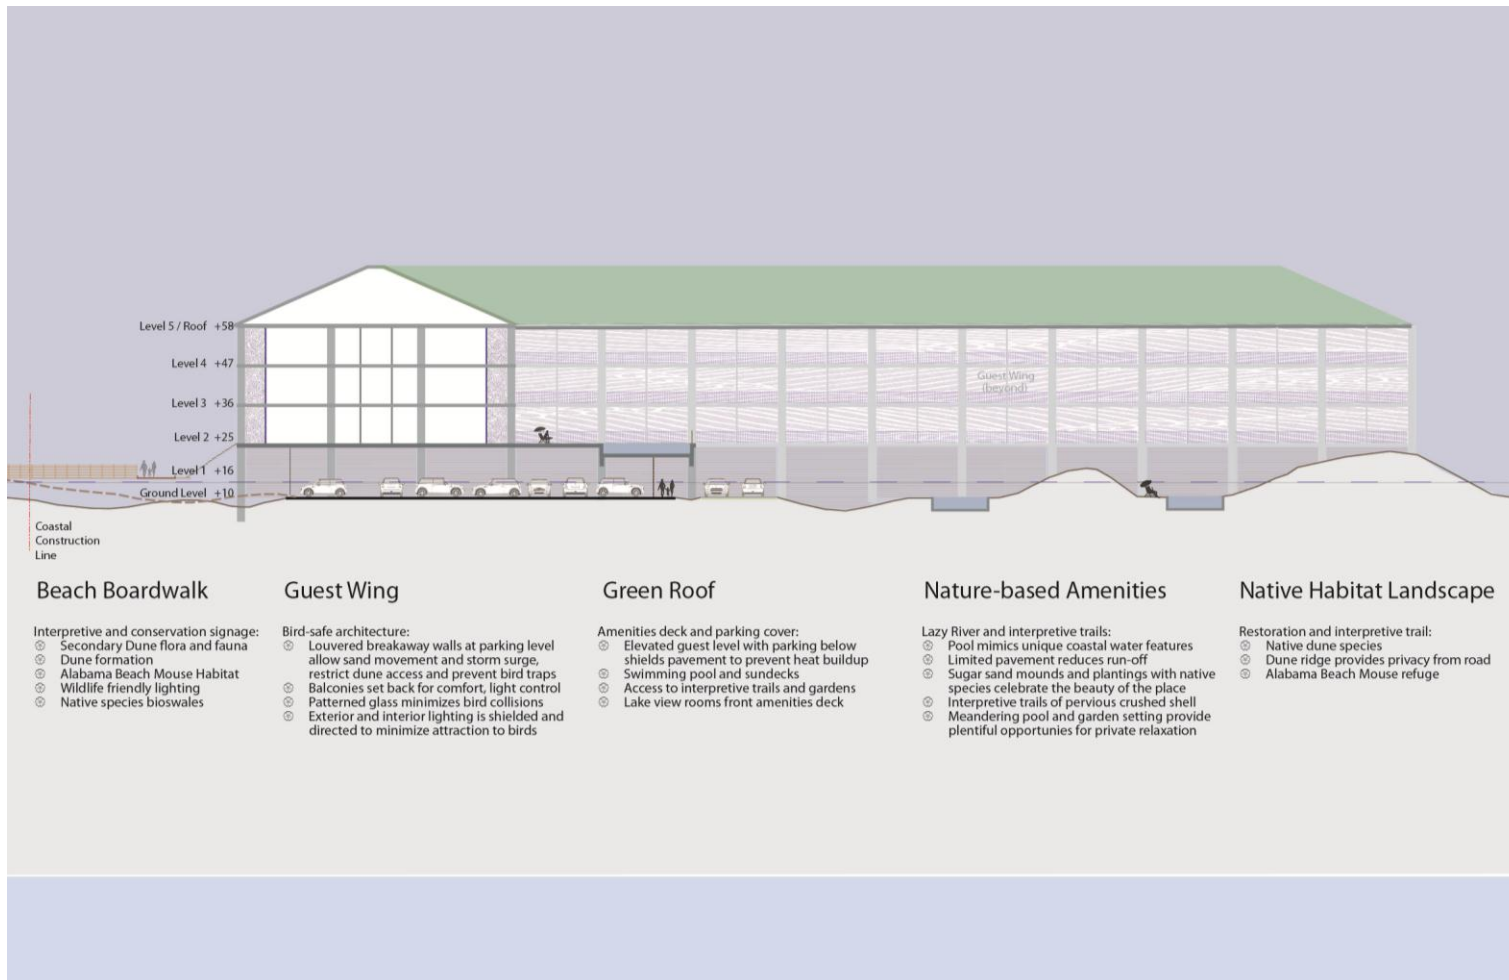 Level 5 / Roof +58
Level 4 +47
Level 3 +36
Level 2 +25
Level 1 +16
Ground Level +10
Guest Wing
(beyond)
Coastal
Construction
Line
Beach Boardwalk
Interpretive and conservation signage:
Secondary Dune flora and fauna
Dune formation
Alabama Beach Mouse Habitat
Wildlife friendly lighting
Native species bioswales
Guest Wing
Bird-safe architecture:
Louvered breakaway walls at parking level
allow sand movement and storm surge,
restrict dune access and prevent bird traps
Balconies set back for comfort, light control
Patterned glass minimizes bird collisions
Exterior and interior lighting is shielded and
directed to minimize attraction to birds
Green Roof
Amenities deck and parking cover:
Elevated guest level with parking below
shields pavement to prevent heat buildup
Swimming pool and sundecks
Access to interpretive trails and gardens
Lake view rooms front amenities deck
Nature-based Amenities
Lazy River and interpretive trails:
Pool mimics unique coastal water features
Limited pavement reduces run-off
Sugar sand mounds and plantings with native
species celebrate the beauty of the place
Interpretive trails of pervious crushed shell
Meandering pool and garden setting provide
plentiful opportunies for private relaxation
Native Habitat Landscape
Restoration and interpretive trail:
Native dune species
Dune ridge provides privacy from road
Alabama Beach Mouse refuge